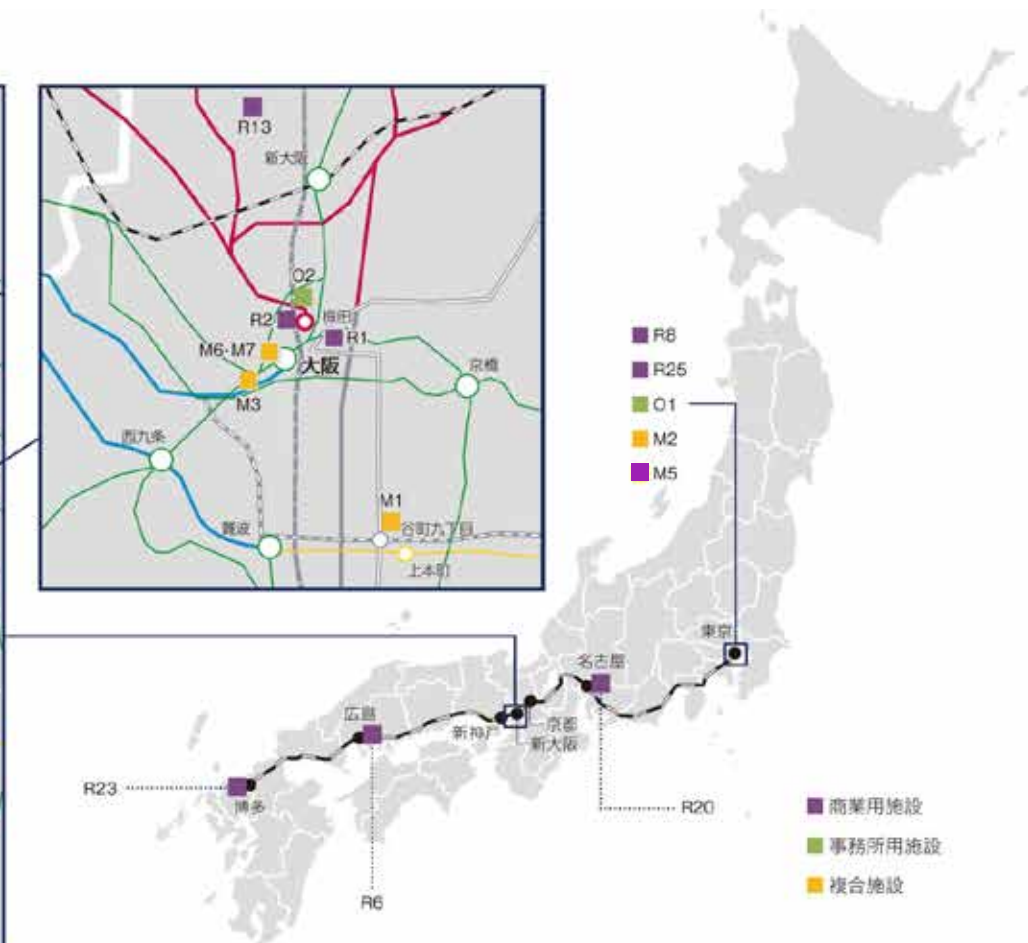 R13
新大阪
O2
梅田
R2
R1
M6・M7
大阪
京橋
M3
西九条
M1
難波
谷町九丁目
上本町
R8
R25
O1
M2
M5
東京
名古屋
広島
新神戸
京都
新大阪
R23
博多
R20
R6
商業用施設
事務所用施設
複合施設